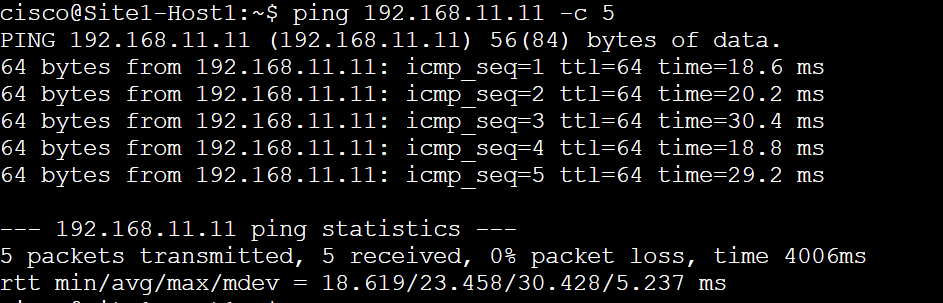 cisco@Site1-Host1:~$ ping 192.168.11.11 -c 5
PING 192.168.11.11 (192.168.11.11) 56(84) bytes of data.
64 bytes from 192.168.11.11: icmp_seq=1 ttl=64 time=18.6 ms
64 bytes from 192.168.11.11: icmp_seq=2 ttl=64 time=20.2 ms
64 bytes from 192.168.11.11: icmp_seq=3 ttl=64 time=30.4 ms
64 bytes from 192.168.11.11: icmp_seq=4 ttl=64 time=18.8 ms
64 bytes from 192.168.11.11: icmp_seq=5 ttl=64 time=29.2 ms
--- 192.168.11.11 ping statistics ---
5 packets transmitted, 5 received, 0% packet loss, time 4006ms
rtt min/avg/max/mdev = 18.619/23.458/30.428/5.237 ms